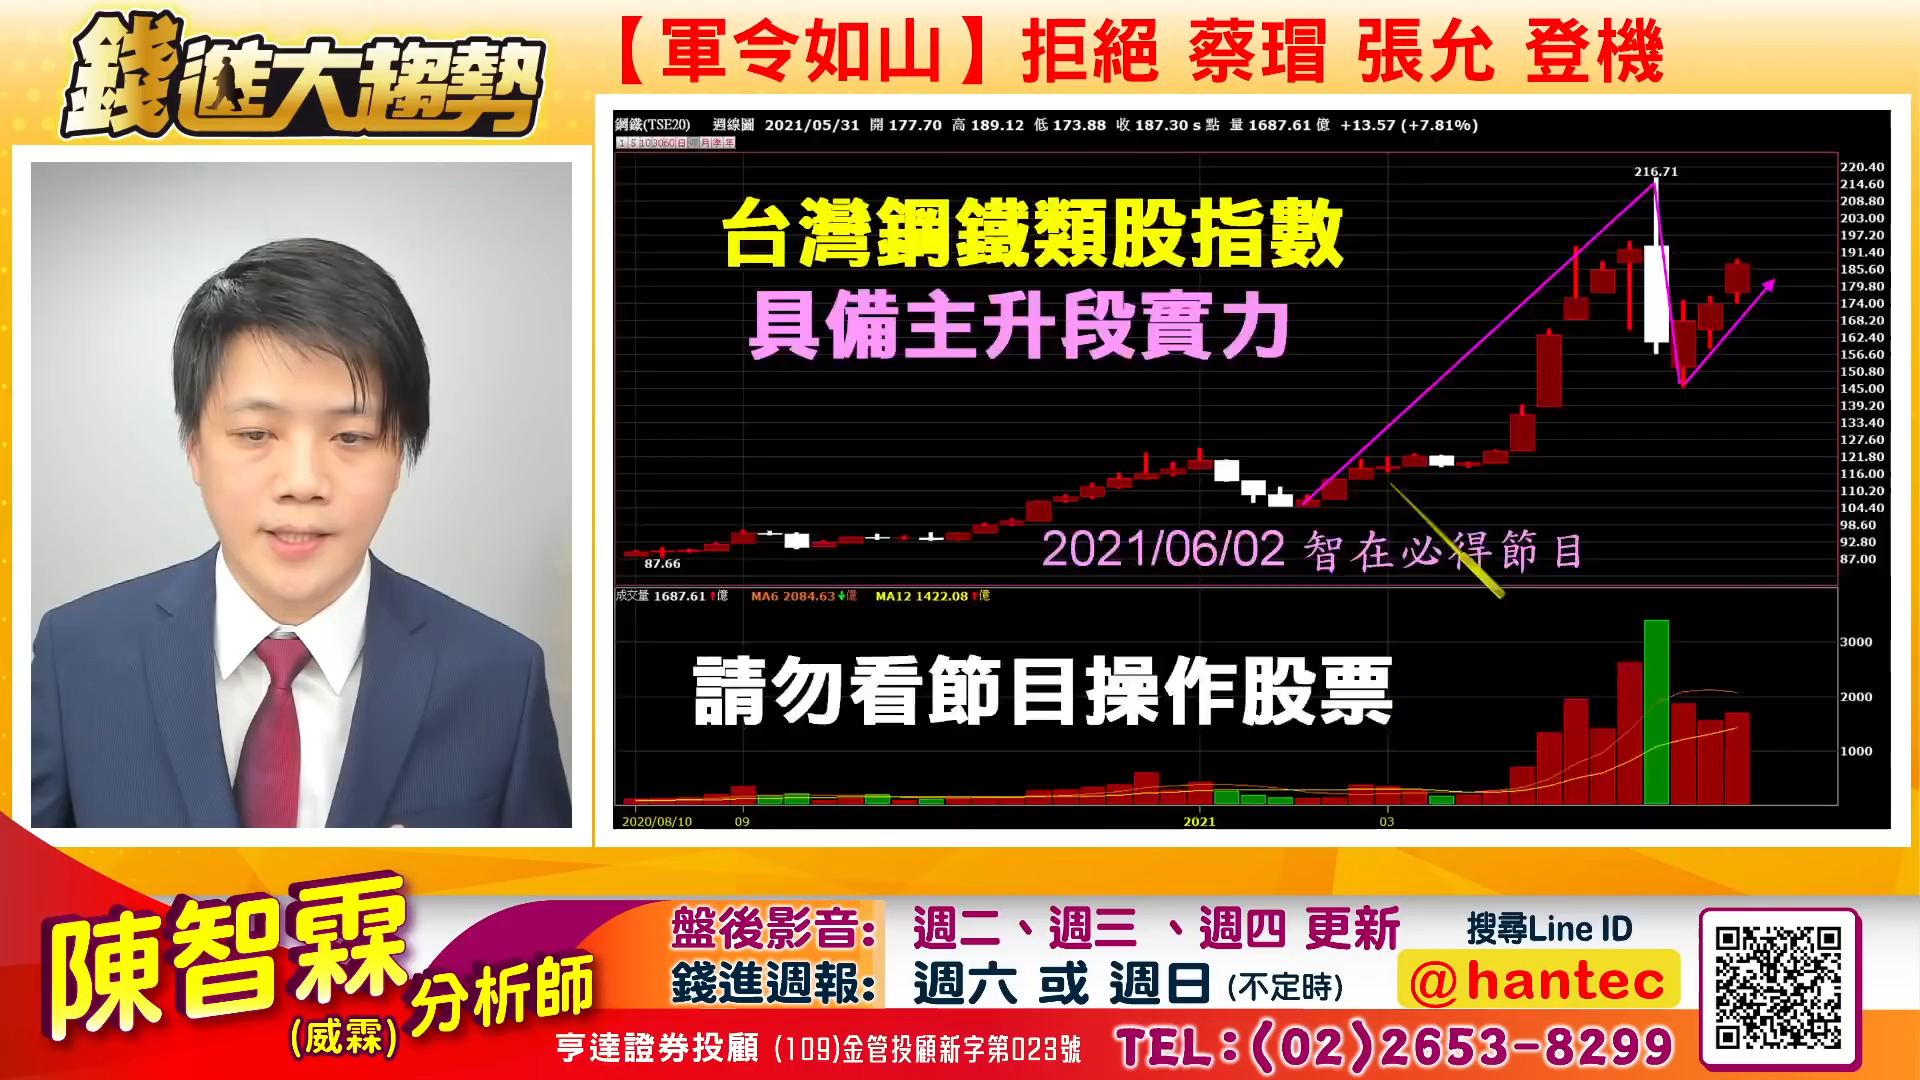 錢進大趨勢
【軍令如山】拒絕 蔡瑁 張允 登機
鋼鐵(TSE20) 週線圖 2021/05/31 開 177.70 高 189.12 低 173.88 收 187.30 s 點 量 1687.61 億 +13.57 (+7.81%)
1 5 10 30 60 日 週 月 季 年
216.71
台灣鋼鐵類股指數
具備主升段實力
2021/06/02 智在必得節目
87.66
220.40
214.60
208.80
203.00
197.20
191.40
185.60
179.80
174.00
168.20
162.40
156.60
150.80
145.00
139.20
133.40
127.60
121.80
116.00
110.20
104.40
98.60
92.80
87.00
成交量 1687.61↑億 MA6 2084.63↓億 MA12 1422.08↑億
請勿看節目操作股票
3000
2000
1000
2020/08/10 09 2021 03
陳智霖分析師
(威霖)
盤後影音: 週二、週三、週四 更新
錢進週報: 週六 或 週日 (不定時)
搜尋Line ID
@hantec
亨達證券投顧 (109)金管投顧新字第023號 TEL:(02)2653-8299